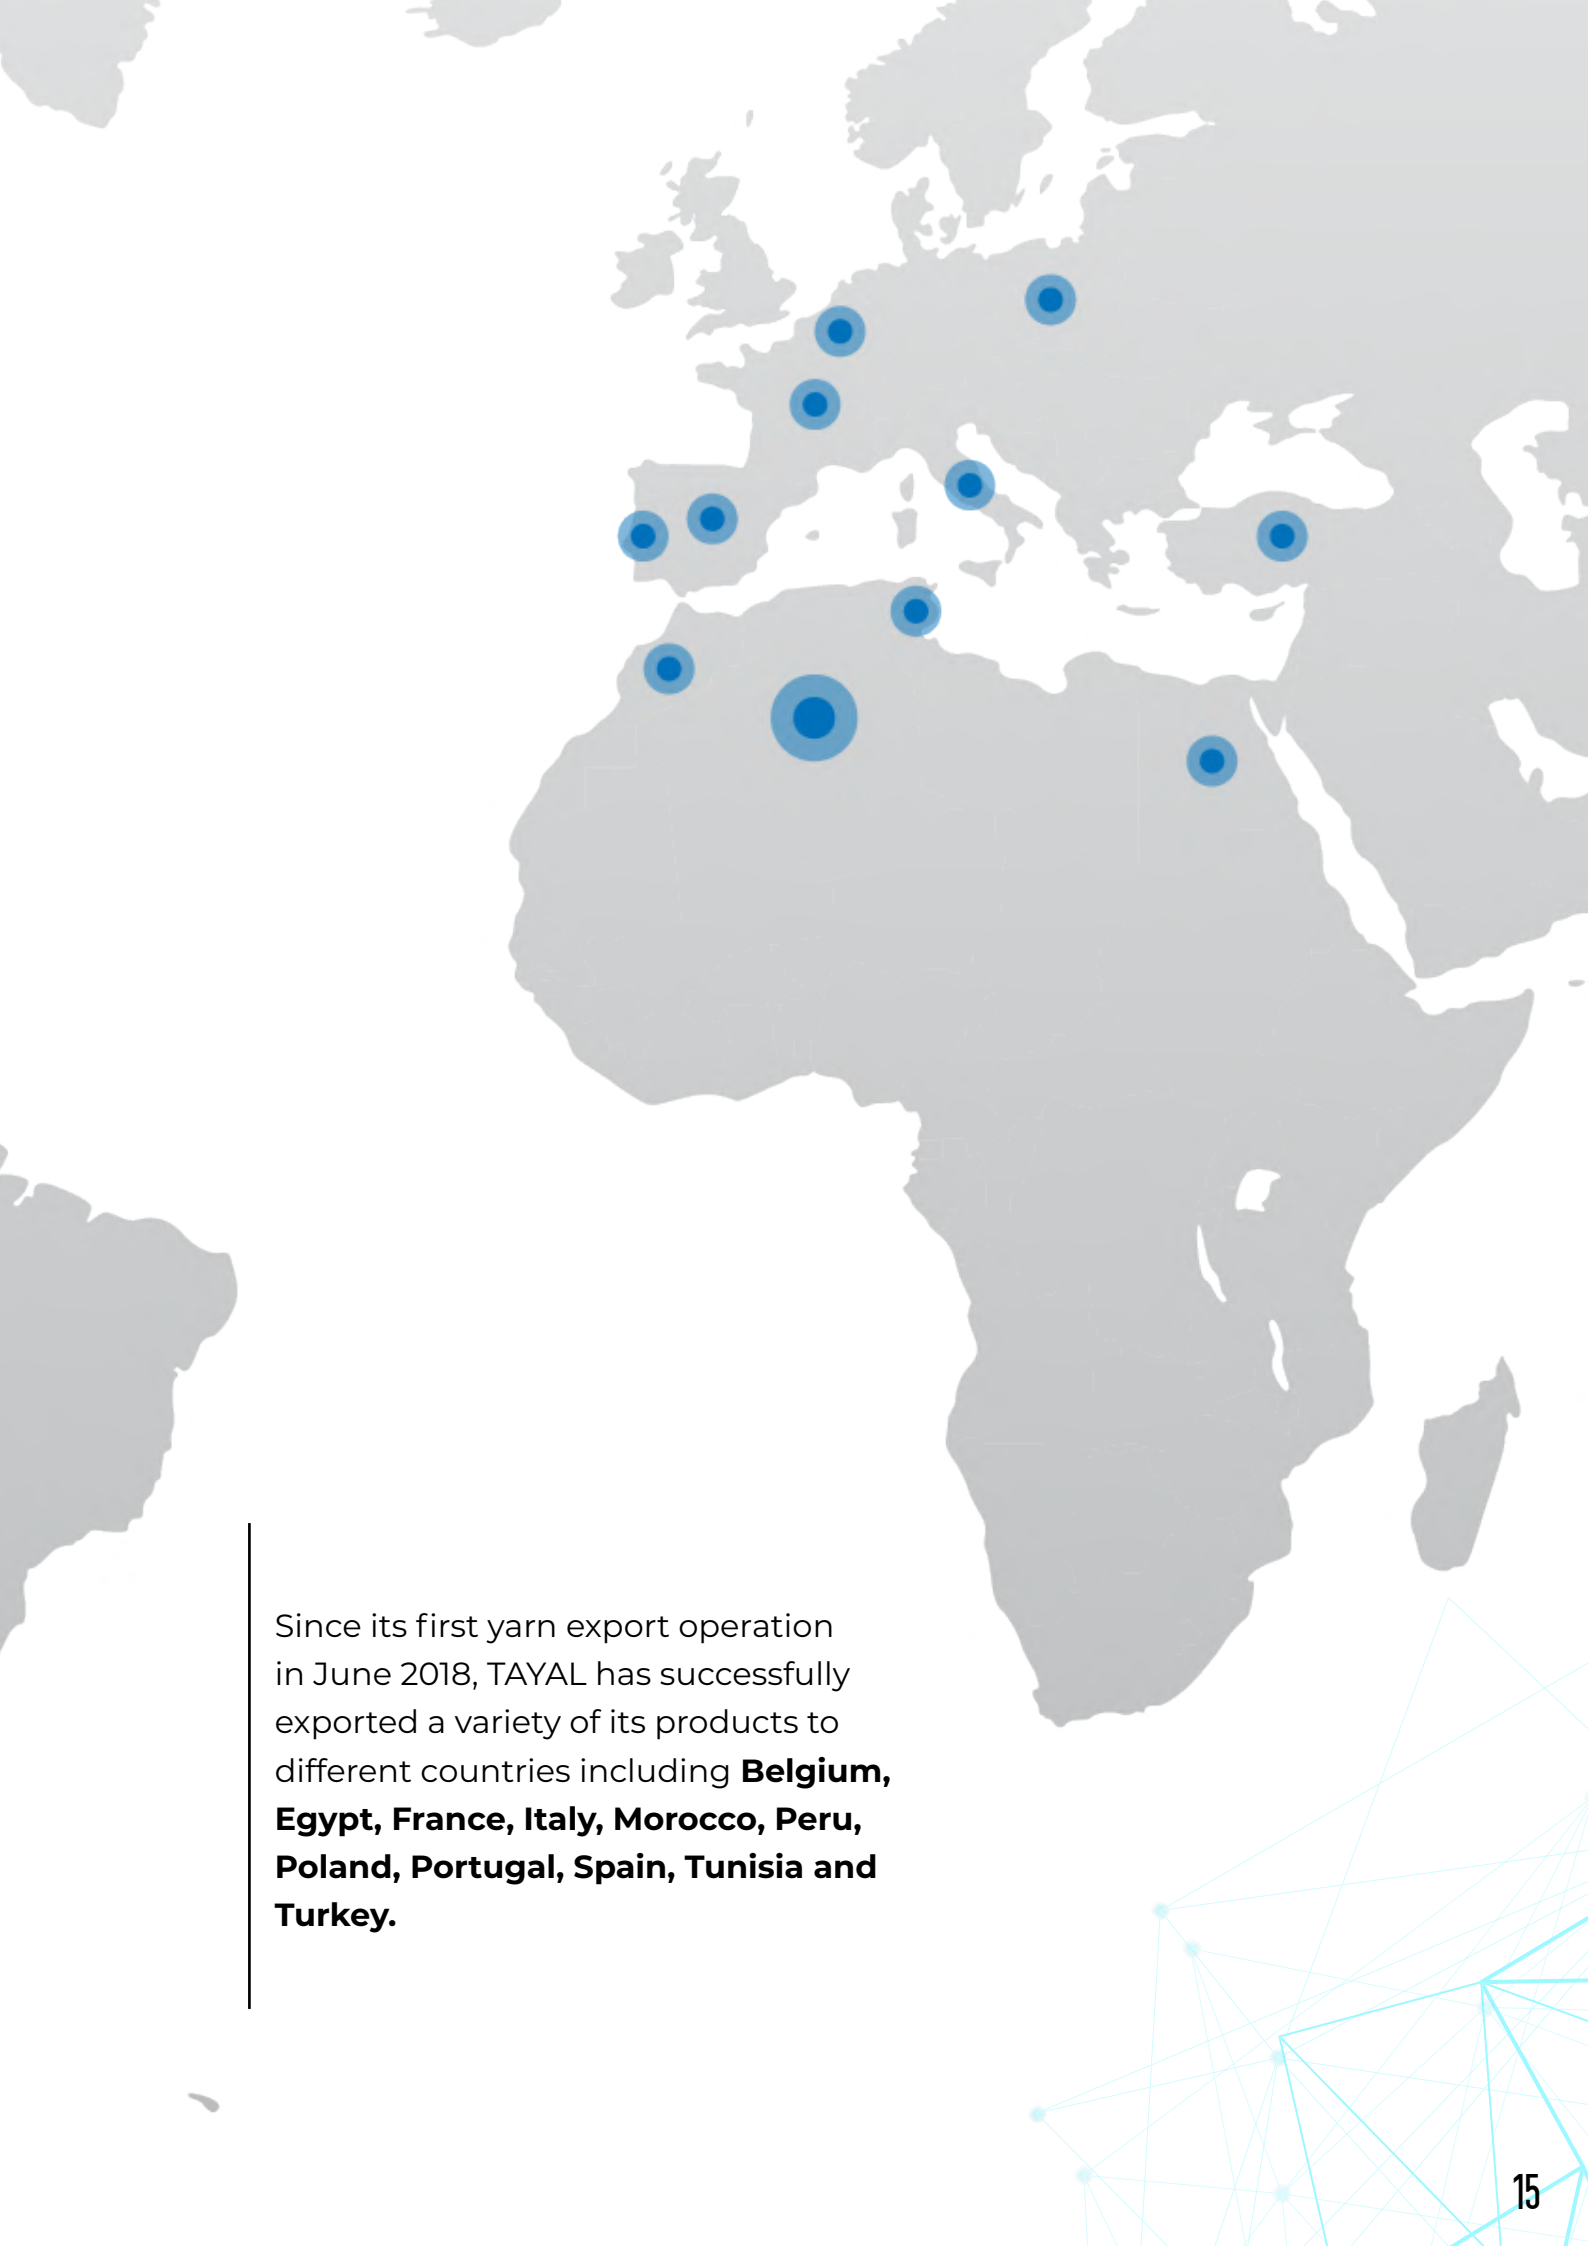 Since its first yarn export operation
in June 2018, TAYAL has successfully
exported a variety of its products to
different countries including Belgium,
Egypt, France, Italy, Morocco, Peru,
Poland, Portugal, Spain, Tunisia and
Turkey.
15